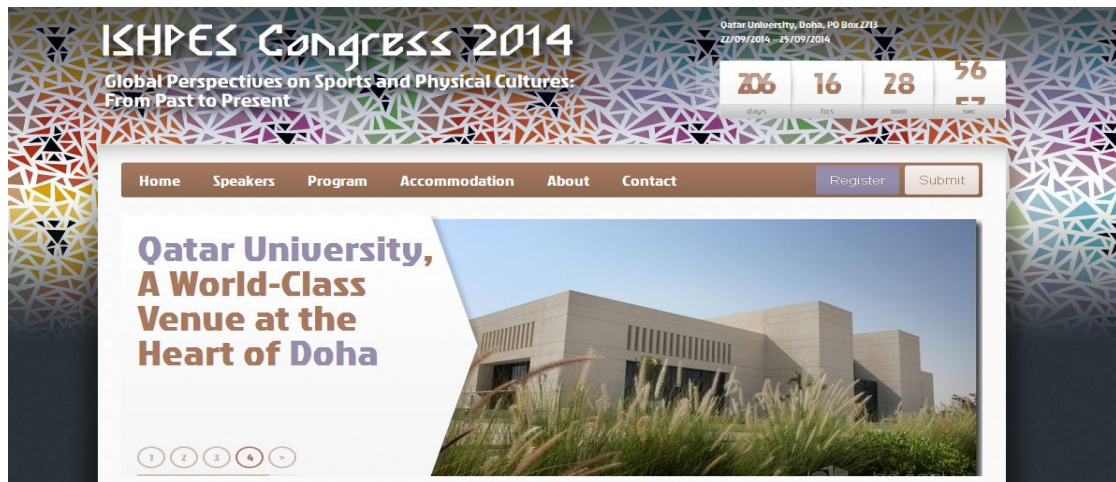 ISHPES Congress 2014
Global Perspectives on Sports and Physical Cultures:
From Past to Present
Qatar University, Doha, PO Box 2713
22/09/2014 - 25/09/2014
206 16 28 56
days hrs min sec
Home Speakers Program Accommodation About Contact Register Submit
Qatar University,
A World-Class
Venue at the
Heart of Doha
1 2 3 4 >